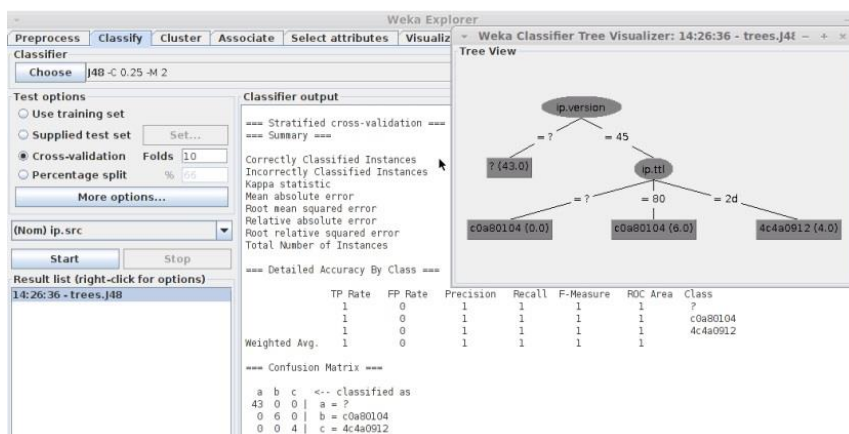 Weka Explorer
Preprocess Classify Cluster Associate Select attributes Visualiz
Classifier
Choose J48 -C 0.25 -M 2
Test options
Use training set
Supplied test set Set...
Cross-validation Folds 10
Percentage split % 66
More options...
(Nom) ip.src
Start Stop
Result list (right-click for options)
14:26:36 - trees.J48
Classifier output
=== Stratified cross-validation ===
=== Summary ===
Correctly Classified Instances
Incorrectly Classified Instances
Kappa statistic
Mean absolute error
Root mean squared error
Relative absolute error
Root relative squared error
Total Number of Instances
=== Detailed Accuracy By Class ===
TP Rate FP Rate Precision Recall F-Measure ROC Area Class
1 0 1 1 1 1 ?
1 0 1 1 1 1 c0a80104
1 0 1 1 1 1 4c4a0912
Weighted Avg. 1 0 1 1 1 1
=== Confusion Matrix ===
a b c <-- classified as
43 0 0 | a = ?
0 6 0 | b = c0a80104
0 0 4 | c = 4c4a0912
Weka Classifier Tree Visualizer: 14:26:36 - trees.J48
Tree View
ip.version
= ? = 45
? (43.0) ip.ttl
= ? = 80 = 2d
c0a80104 (0.0) c0a80104 (6.0) 4c4a0912 (4.0)